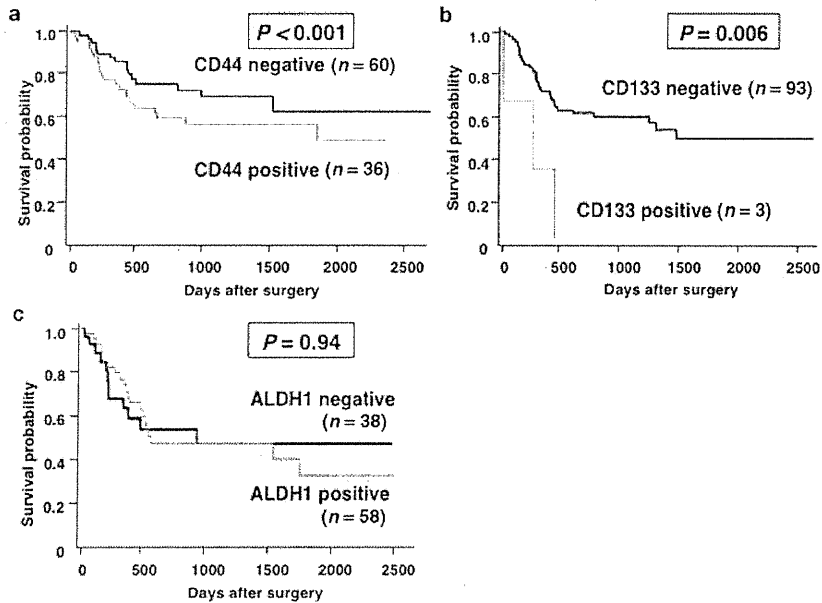 a
P < 0.001
1.0
0.8
0.6
0.4
0.2
0
Survival probability
CD44 negative (n = 60)
CD44 positive (n = 36)
0
500
1000
1500
2000
2500
Days after surgery
b
P = 0.006
1.0
0.8
0.6
0.4
0.2
0
Survival probability
CD133 negative (n = 93)
CD133 positive (n = 3)
0
500
1000
1500
2000
2500
Days after surgery
c
P = 0.94
1.0
0.8
0.6
0.4
0.2
0
Survival probability
ALDH1 negative
(n = 38)
ALDH1 positive
(n = 58)
0
500
1000
1500
2000
2500
Days after surgery